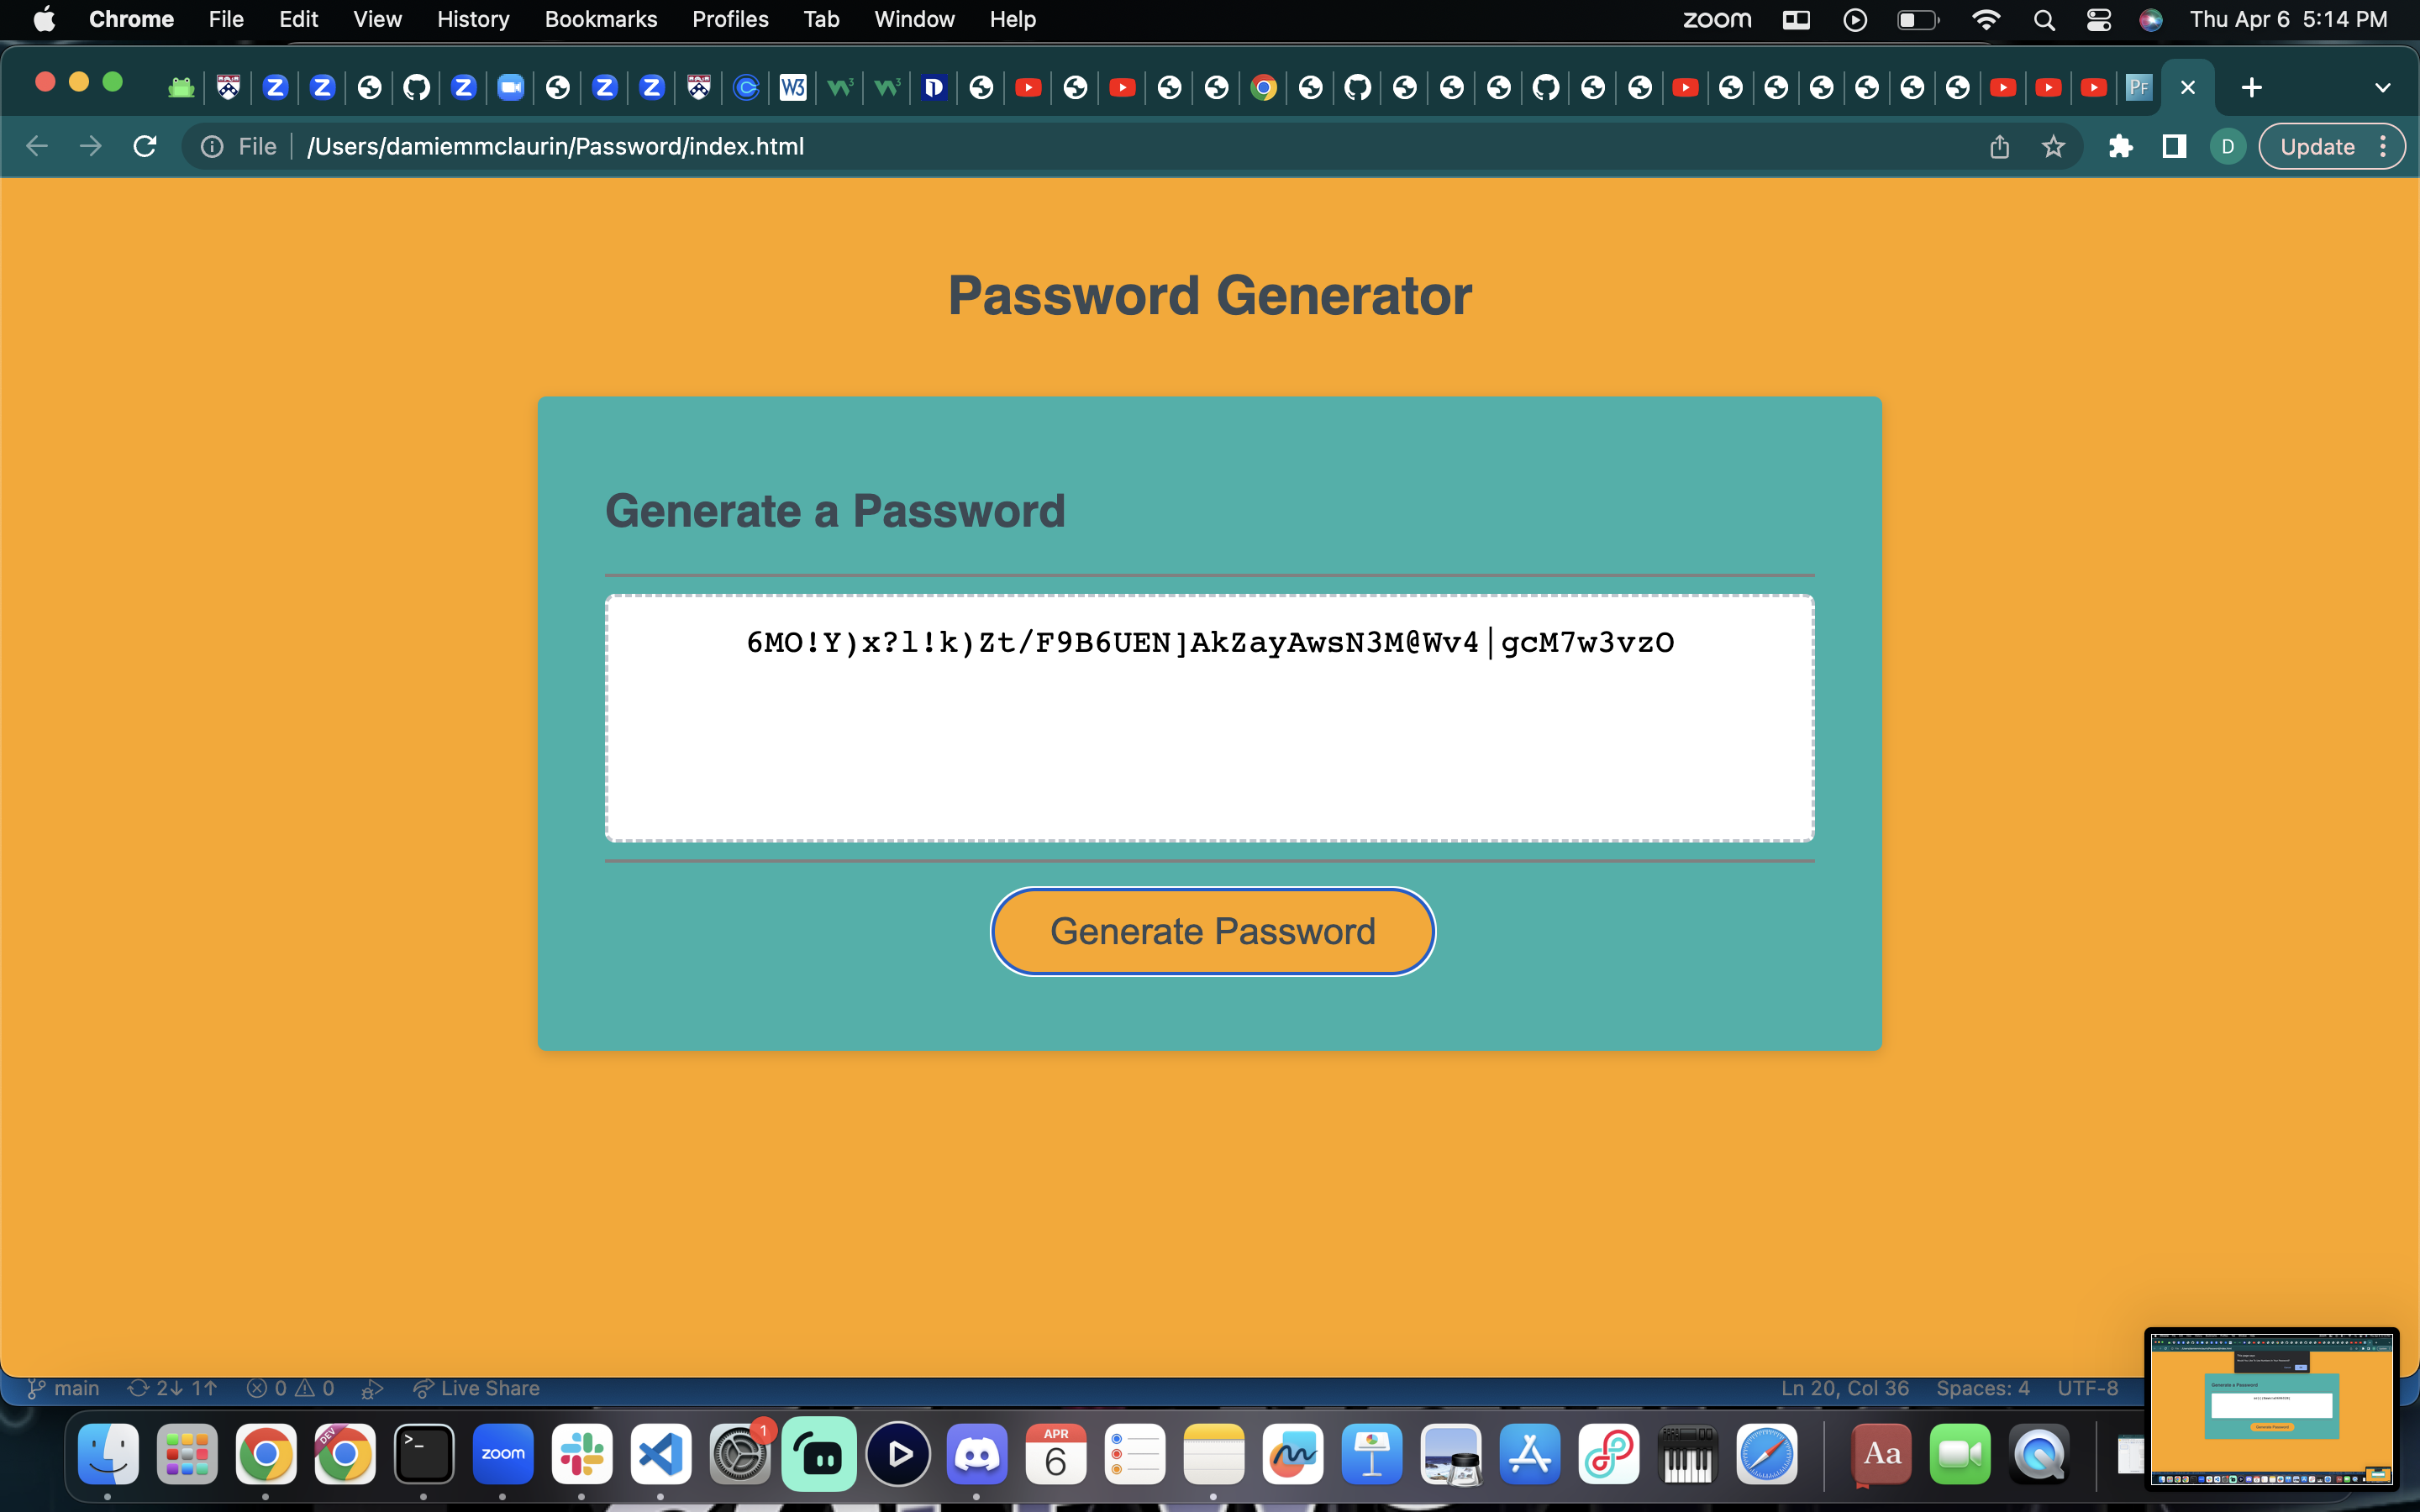 Chrome File Edit View History Bookmarks Profiles Tab Window Help zoom Thu Apr 6 5:14 PM
File /Users/damiemmclaurin/Password/index.html D Update
Password Generator
Generate a Password
6MO!Y)x?l!k)Zt/F9B6UEN]AkZayAwsN3M@Wv4|gcM7w3vzO
Generate Password
main 2↓ 1↑ 0 0 Live Share Ln 20, Col 36 Spaces: 4 UTF-8
DEV >_ zoom 1 APR 6 Aa